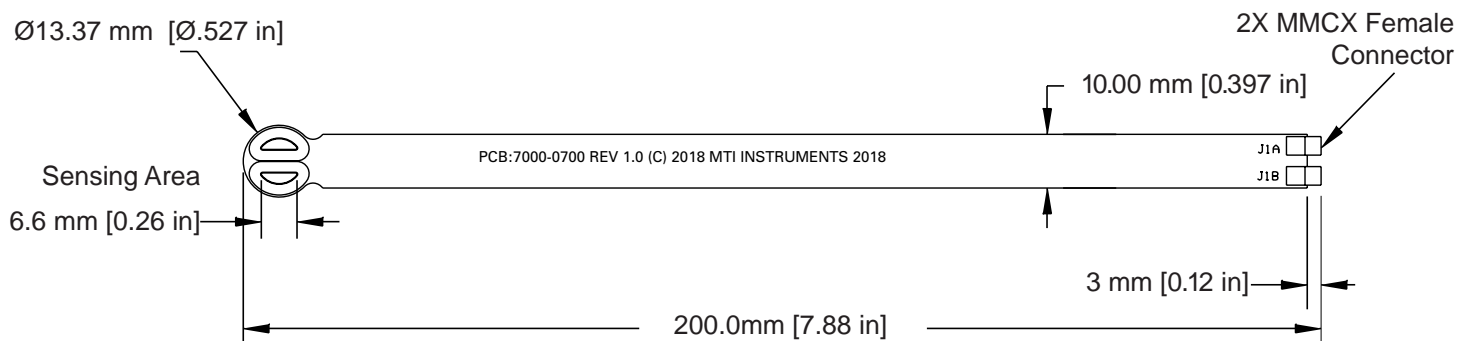 Ø13.37 mm [Ø.527 in]
2X MMCX Female
Connector
10.00 mm [0.397 in]
PCB:7000-0700 REV 1.0 (C) 2018 MTI INSTRUMENTS 2018
J1A
J1B
Sensing Area
6.6 mm [0.26 in]
3 mm [0.12 in]
200.0mm [7.88 in]